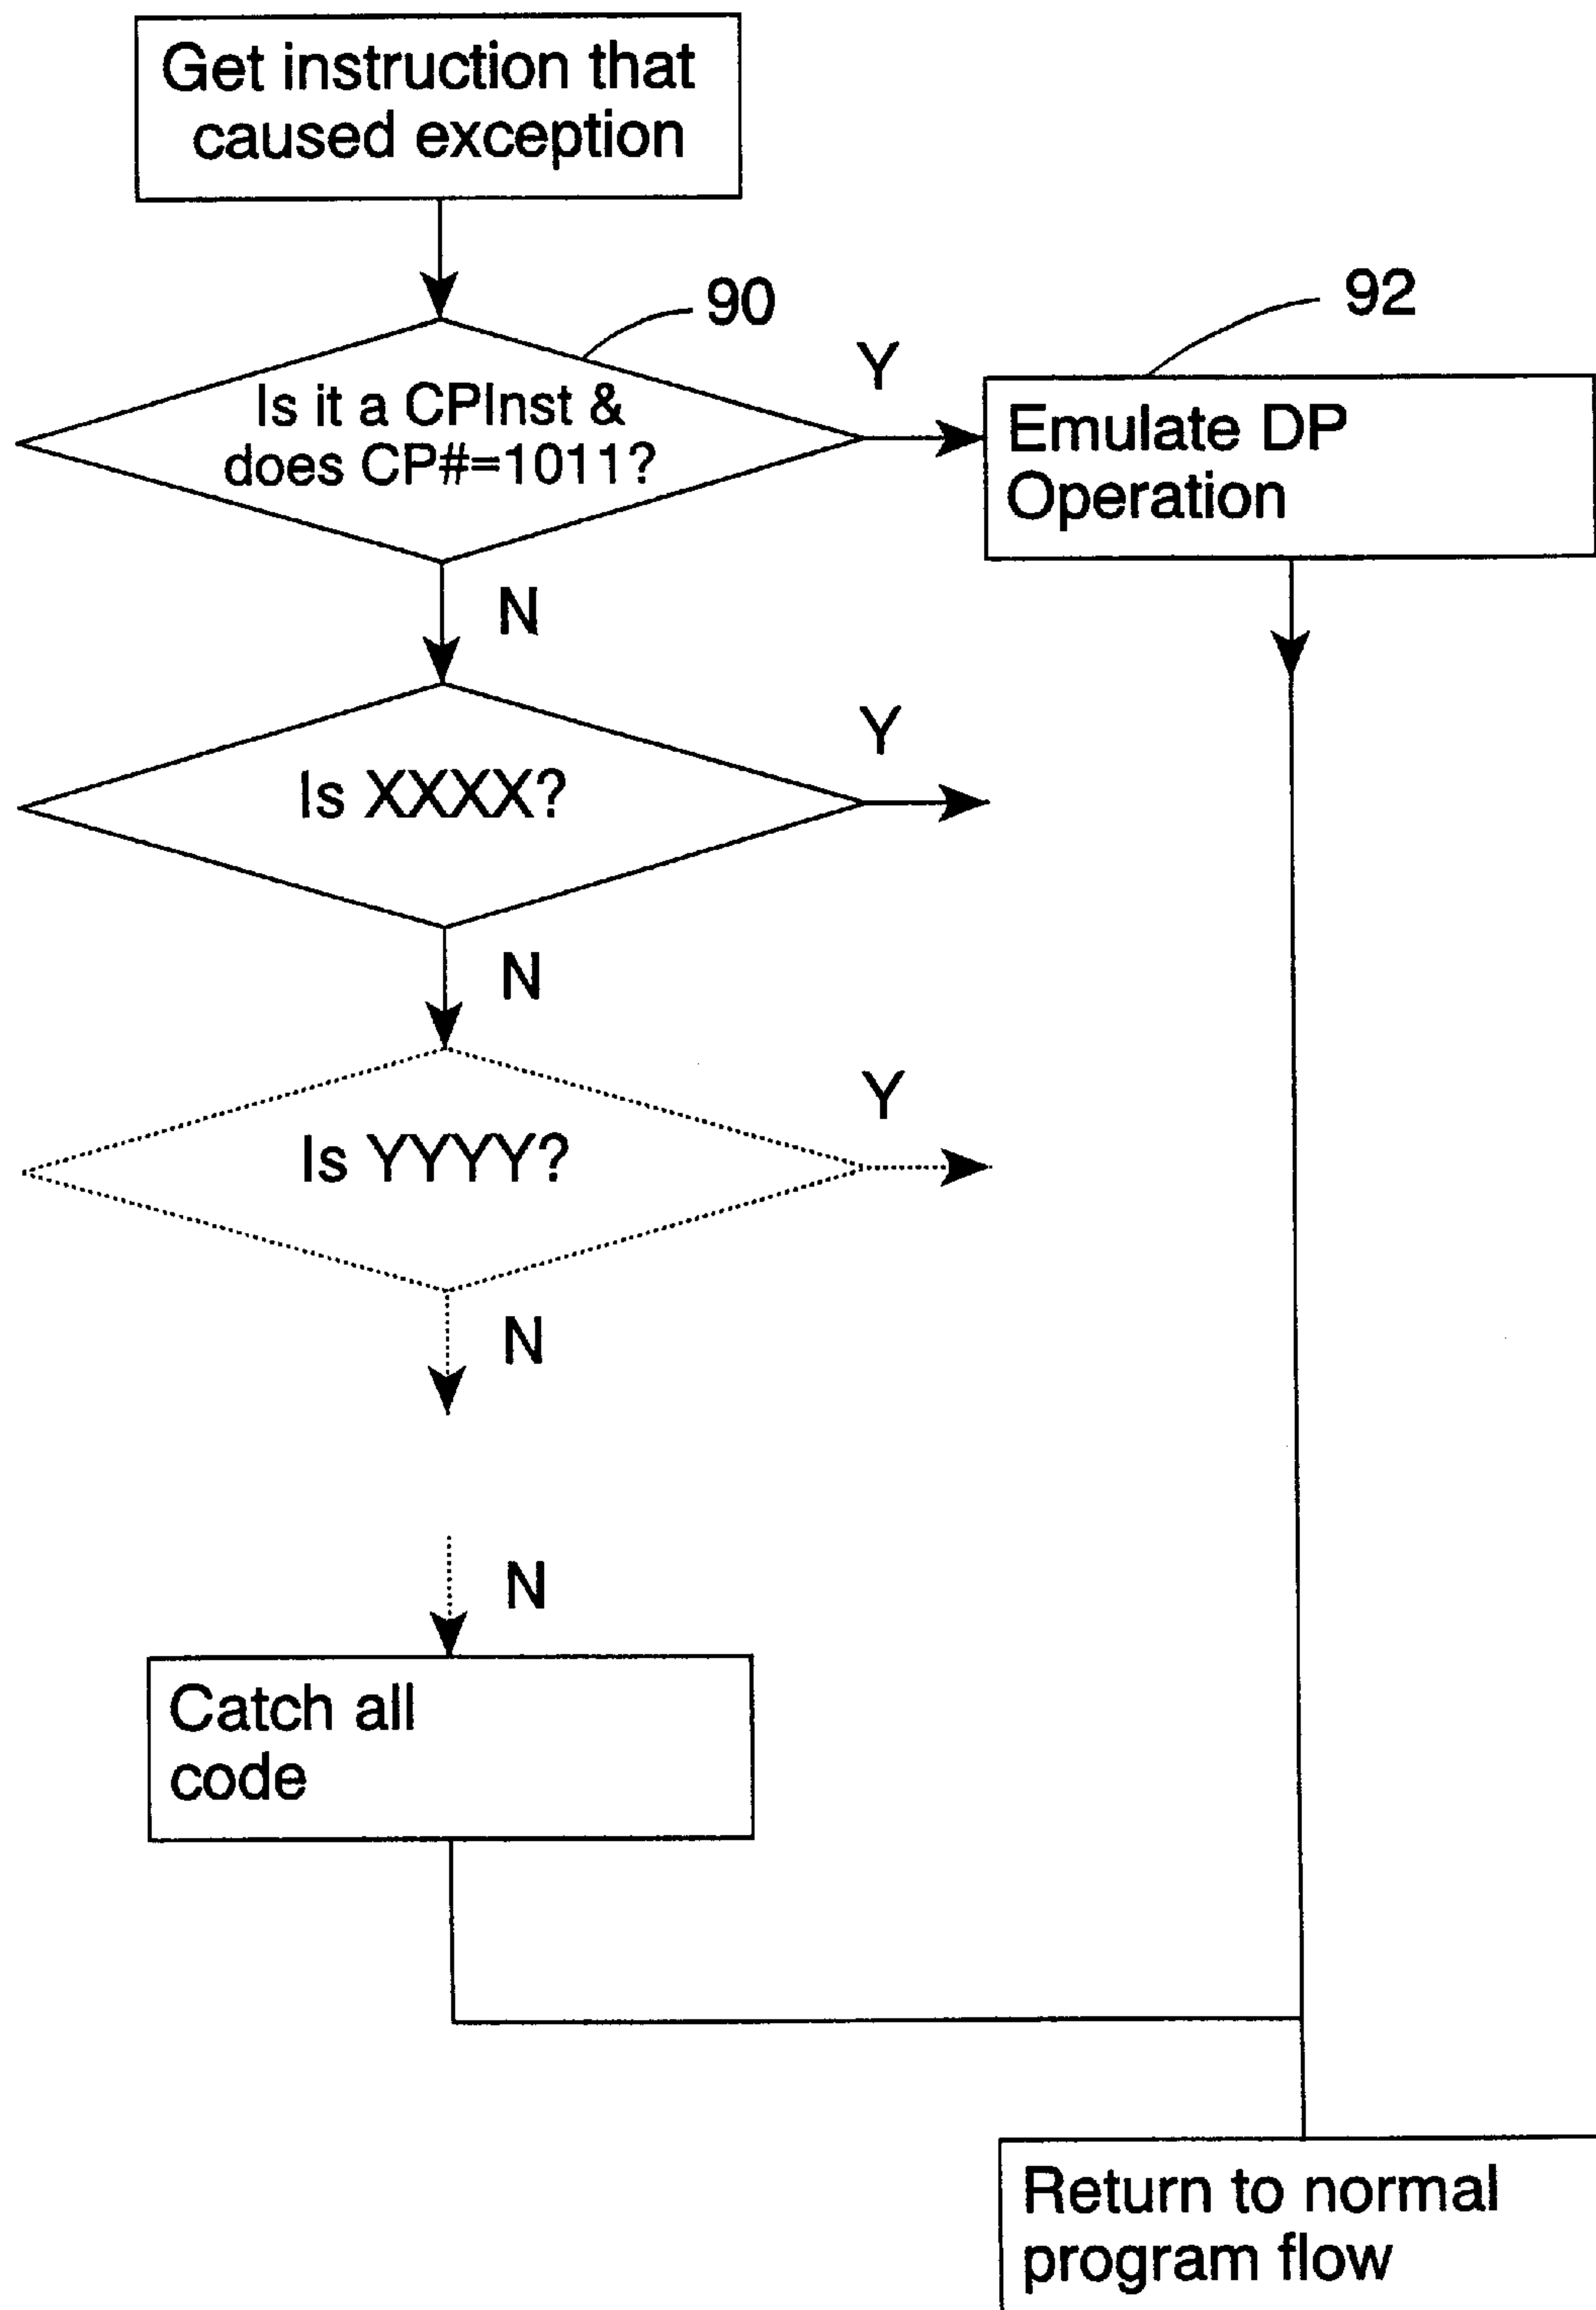 Get instruction that
caused exception
90
92
Y
Is it a CPInst &
does CP#=1011?
Emulate DP
Operation
N
Y
Is XXXX?
N
Y
Is YYYY?
N
N
Catch all
code
Return to normal
program flow